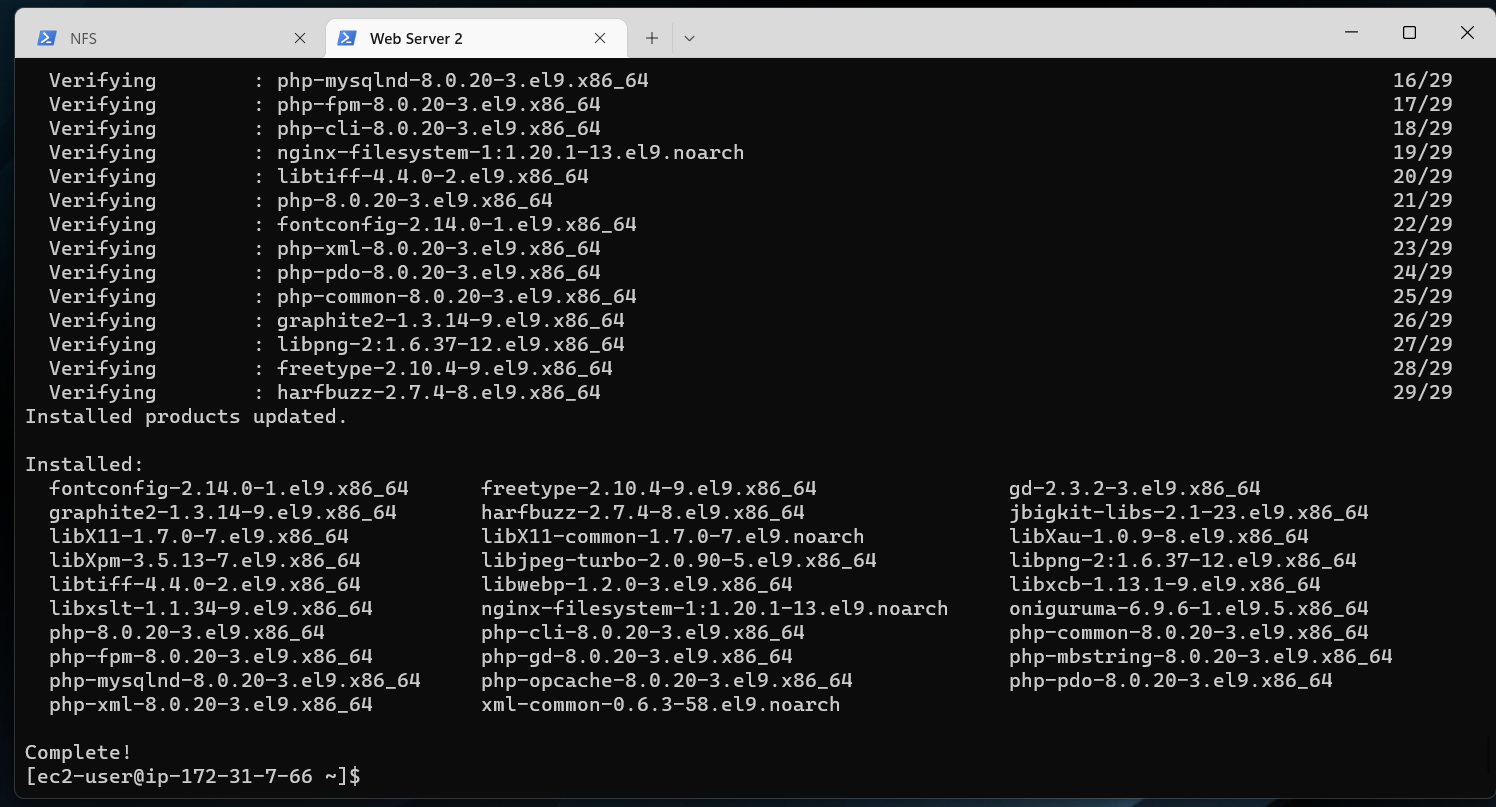 NFS Web Server 2
Verifying : php-mysqlnd-8.0.20-3.el9.x86_64 16/29
Verifying : php-fpm-8.0.20-3.el9.x86_64 17/29
Verifying : php-cli-8.0.20-3.el9.x86_64 18/29
Verifying : nginx-filesystem-1:1.20.1-13.el9.noarch 19/29
Verifying : libtiff-4.4.0-2.el9.x86_64 20/29
Verifying : php-8.0.20-3.el9.x86_64 21/29
Verifying : fontconfig-2.14.0-1.el9.x86_64 22/29
Verifying : php-xml-8.0.20-3.el9.x86_64 23/29
Verifying : php-pdo-8.0.20-3.el9.x86_64 24/29
Verifying : php-common-8.0.20-3.el9.x86_64 25/29
Verifying : graphite2-1.3.14-9.el9.x86_64 26/29
Verifying : libpng-2:1.6.37-12.el9.x86_64 27/29
Verifying : freetype-2.10.4-9.el9.x86_64 28/29
Verifying : harfbuzz-2.7.4-8.el9.x86_64 29/29
Installed products updated.
Installed:
fontconfig-2.14.0-1.el9.x86_64 freetype-2.10.4-9.el9.x86_64 gd-2.3.2-3.el9.x86_64
graphite2-1.3.14-9.el9.x86_64 harfbuzz-2.7.4-8.el9.x86_64 jbigkit-libs-2.1-23.el9.x86_64
libX11-1.7.0-7.el9.x86_64 libX11-common-1.7.0-7.el9.noarch libXau-1.0.9-8.el9.x86_64
libXpm-3.5.13-7.el9.x86_64 libjpeg-turbo-2.0.90-5.el9.x86_64 libpng-2:1.6.37-12.el9.x86_64
libtiff-4.4.0-2.el9.x86_64 libwebp-1.2.0-3.el9.x86_64 libxcb-1.13.1-9.el9.x86_64
libxslt-1.1.34-9.el9.x86_64 nginx-filesystem-1:1.20.1-13.el9.noarch oniguruma-6.9.6-1.el9.5.x86_64
php-8.0.20-3.el9.x86_64 php-cli-8.0.20-3.el9.x86_64 php-common-8.0.20-3.el9.x86_64
php-fpm-8.0.20-3.el9.x86_64 php-gd-8.0.20-3.el9.x86_64 php-mbstring-8.0.20-3.el9.x86_64
php-mysqlnd-8.0.20-3.el9.x86_64 php-opcache-8.0.20-3.el9.x86_64 php-pdo-8.0.20-3.el9.x86_64
php-xml-8.0.20-3.el9.x86_64 xml-common-0.6.3-58.el9.noarch
Complete!
[ec2-user@ip-172-31-7-66 ~]$